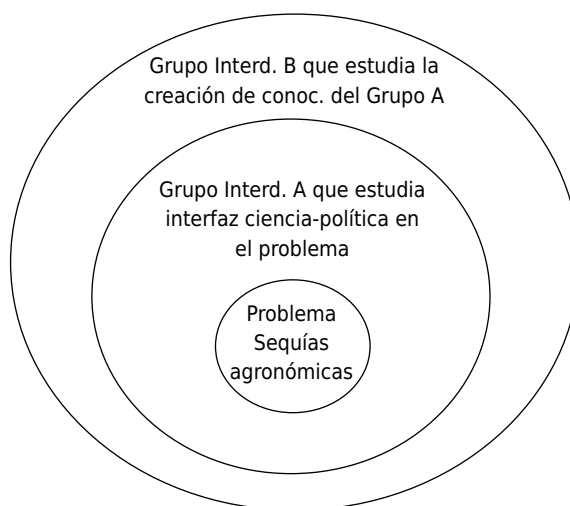 Grupo Interd. B que estudia la
creación de conoc. del Grupo A
Grupo Interd. A que estudia
interfaz ciencia-política en
el problema
Problema
Sequías
agronómicas